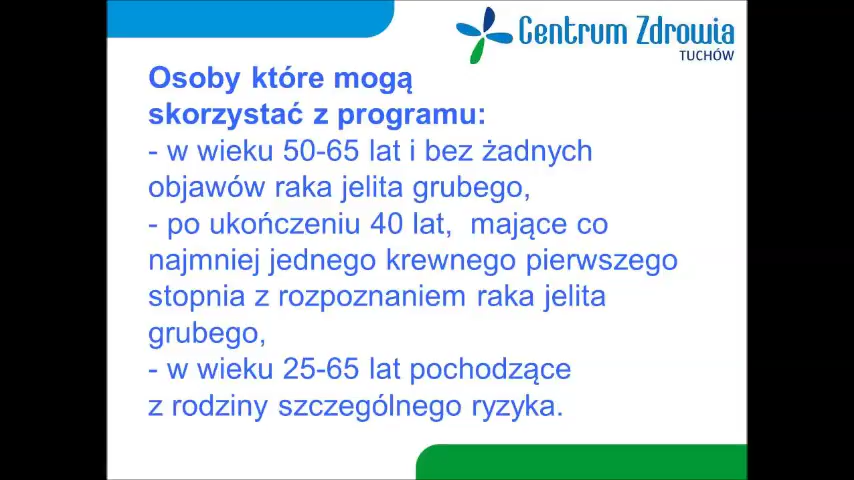 Centrum Zdrowia
TUCHÓW
Osoby które mogą
skorzystać z programu:
- w wieku 50-65 lat i bez żadnych
objawów raka jelita grubego,
- po ukończeniu 40 lat,  mające co
najmniej jednego krewnego pierwszego
stopnia z rozpoznaniem raka jelita
grubego,
- w wieku 25-65 lat pochodzące
z rodziny szczególnego ryzyka.